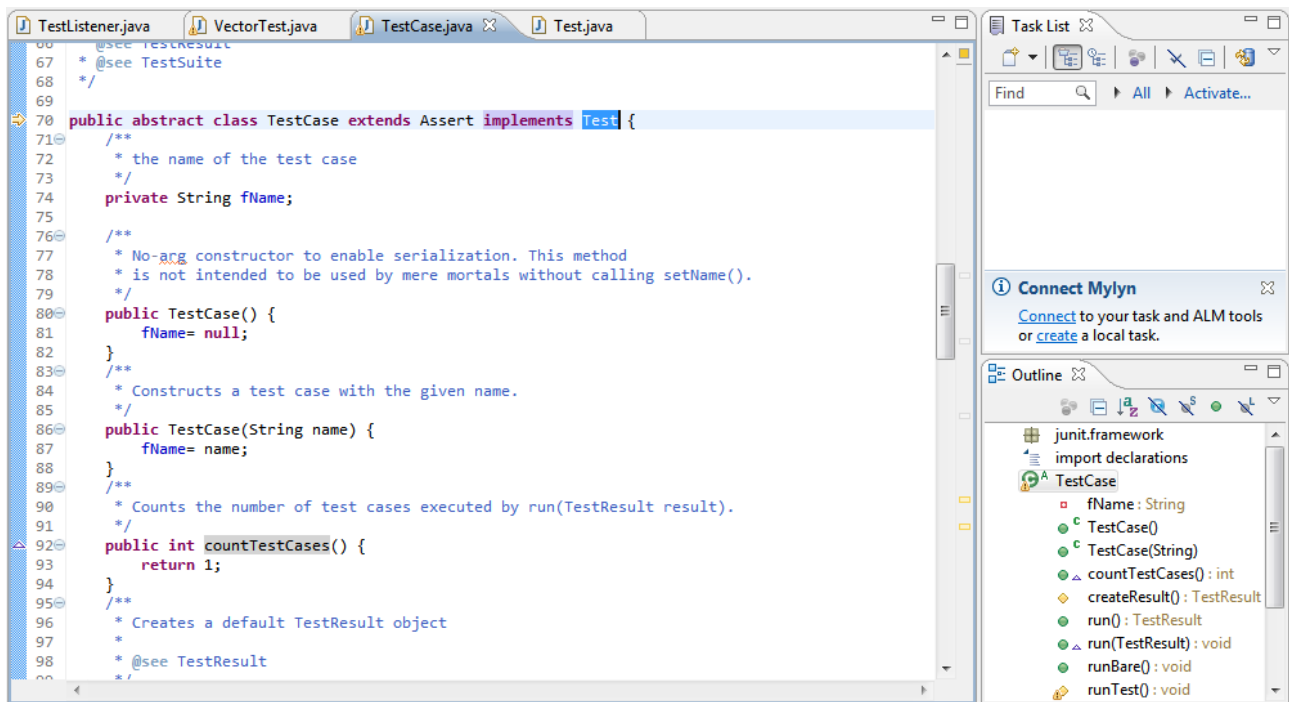 TestListener.java
VectorTest.java
TestCase.java
Test.java
66 * @see TestResult
67 * @see TestSuite
68 */
69
70 public abstract class TestCase extends Assert implements Test {
71 /**
72 * the name of the test case
73 */
74 private String fName;
75
76 /**
77 * No-arg constructor to enable serialization. This method
78 * is not intended to be used by mere mortals without calling setName().
79 */
80 public TestCase() {
81 fName= null;
82 }
83 /**
84 * Constructs a test case with the given name.
85 */
86 public TestCase(String name) {
87 fName= name;
88 }
89 /**
90 * Counts the number of test cases executed by run(TestResult result).
91 */
92 public int countTestCases() {
93 return 1;
94 }
95 /**
96 * Creates a default TestResult object
97 *
98 * @see TestResult
99 */
Task List
Find
All
Activate...
Connect Mylyn
Connect to your task and ALM tools
or create a local task.
Outline
junit.framework
import declarations
TestCase
fName : String
TestCase()
TestCase(String)
countTestCases() : int
createResult() : TestResult
run() : TestResult
run(TestResult) : void
runBare() : void
runTest() : void